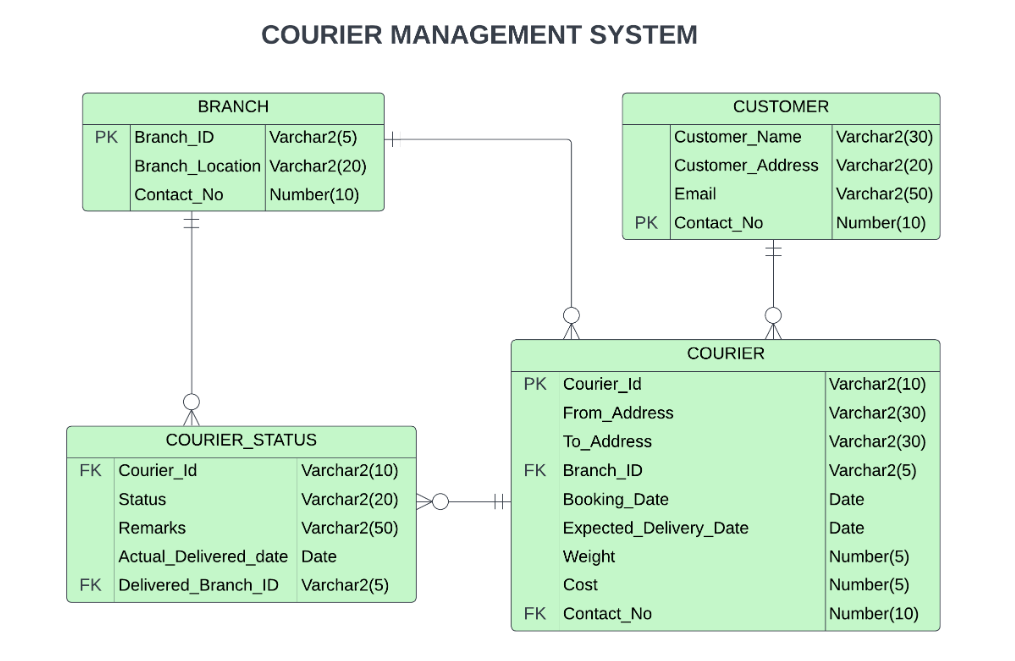 COURIER MANAGEMENT SYSTEM
BRANCH
PK Branch_ID Varchar2(5)
Branch_Location Varchar2(20)
Contact_No Number(10)
CUSTOMER
Customer_Name Varchar2(30)
Customer_Address Varchar2(20)
Email Varchar2(50)
PK Contact_No Number(10)
COURIER
PK Courier_Id Varchar2(10)
From_Address Varchar2(30)
To_Address Varchar2(30)
FK Branch_ID Varchar2(5)
Booking_Date Date
Expected_Delivery_Date Date
Weight Number(5)
Cost Number(5)
FK Contact_No Number(10)
COURIER_STATUS
FK Courier_Id Varchar2(10)
Status Varchar2(20)
Remarks Varchar2(50)
Actual_Delivered_date Date
FK Delivered_Branch_ID Varchar2(5)